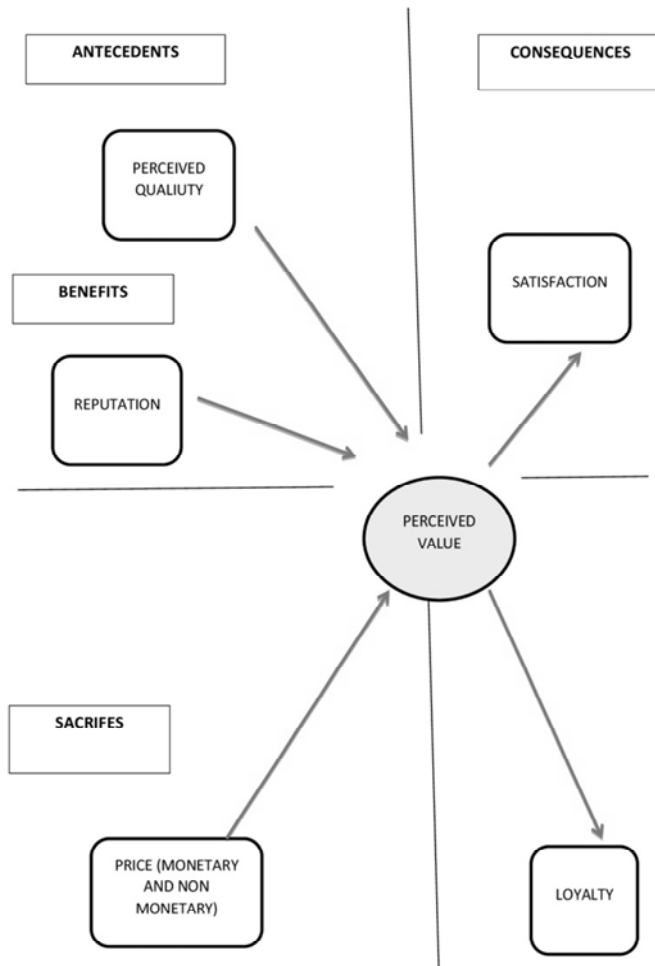 ANTECEDENTS
CONSEQUENCES
PERCEIVED
QUALIUTY
SATISFACTION
BENEFITS
REPUTATION
PERCEIVED
VALUE
SACRIFES
PRICE (MONETARY
AND NON
MONETARY)
LOYALTY